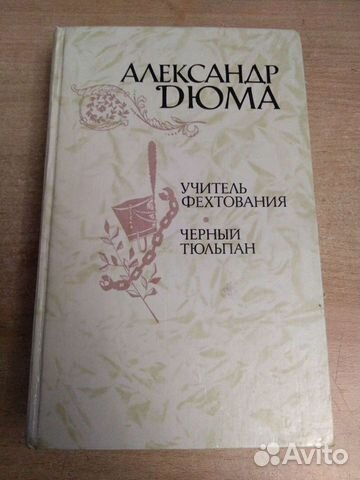 АЛЕКСАНДР
ДЮМА
УЧИТЕЛЬ
ФЕХТОВАНИЯ
ЧЕРНЫЙ
ТЮЛЬПАН
Avito